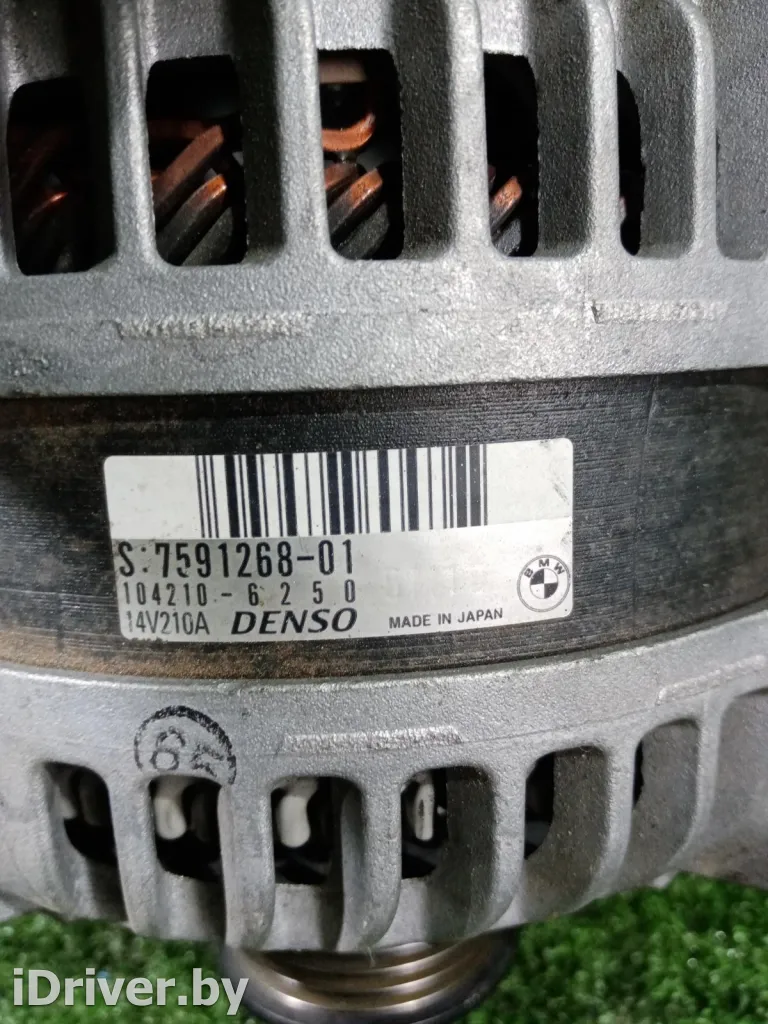 S:7591268-01
104210-6250
14V210A DENSO MADE IN JAPAN
BMW
iDriver.by